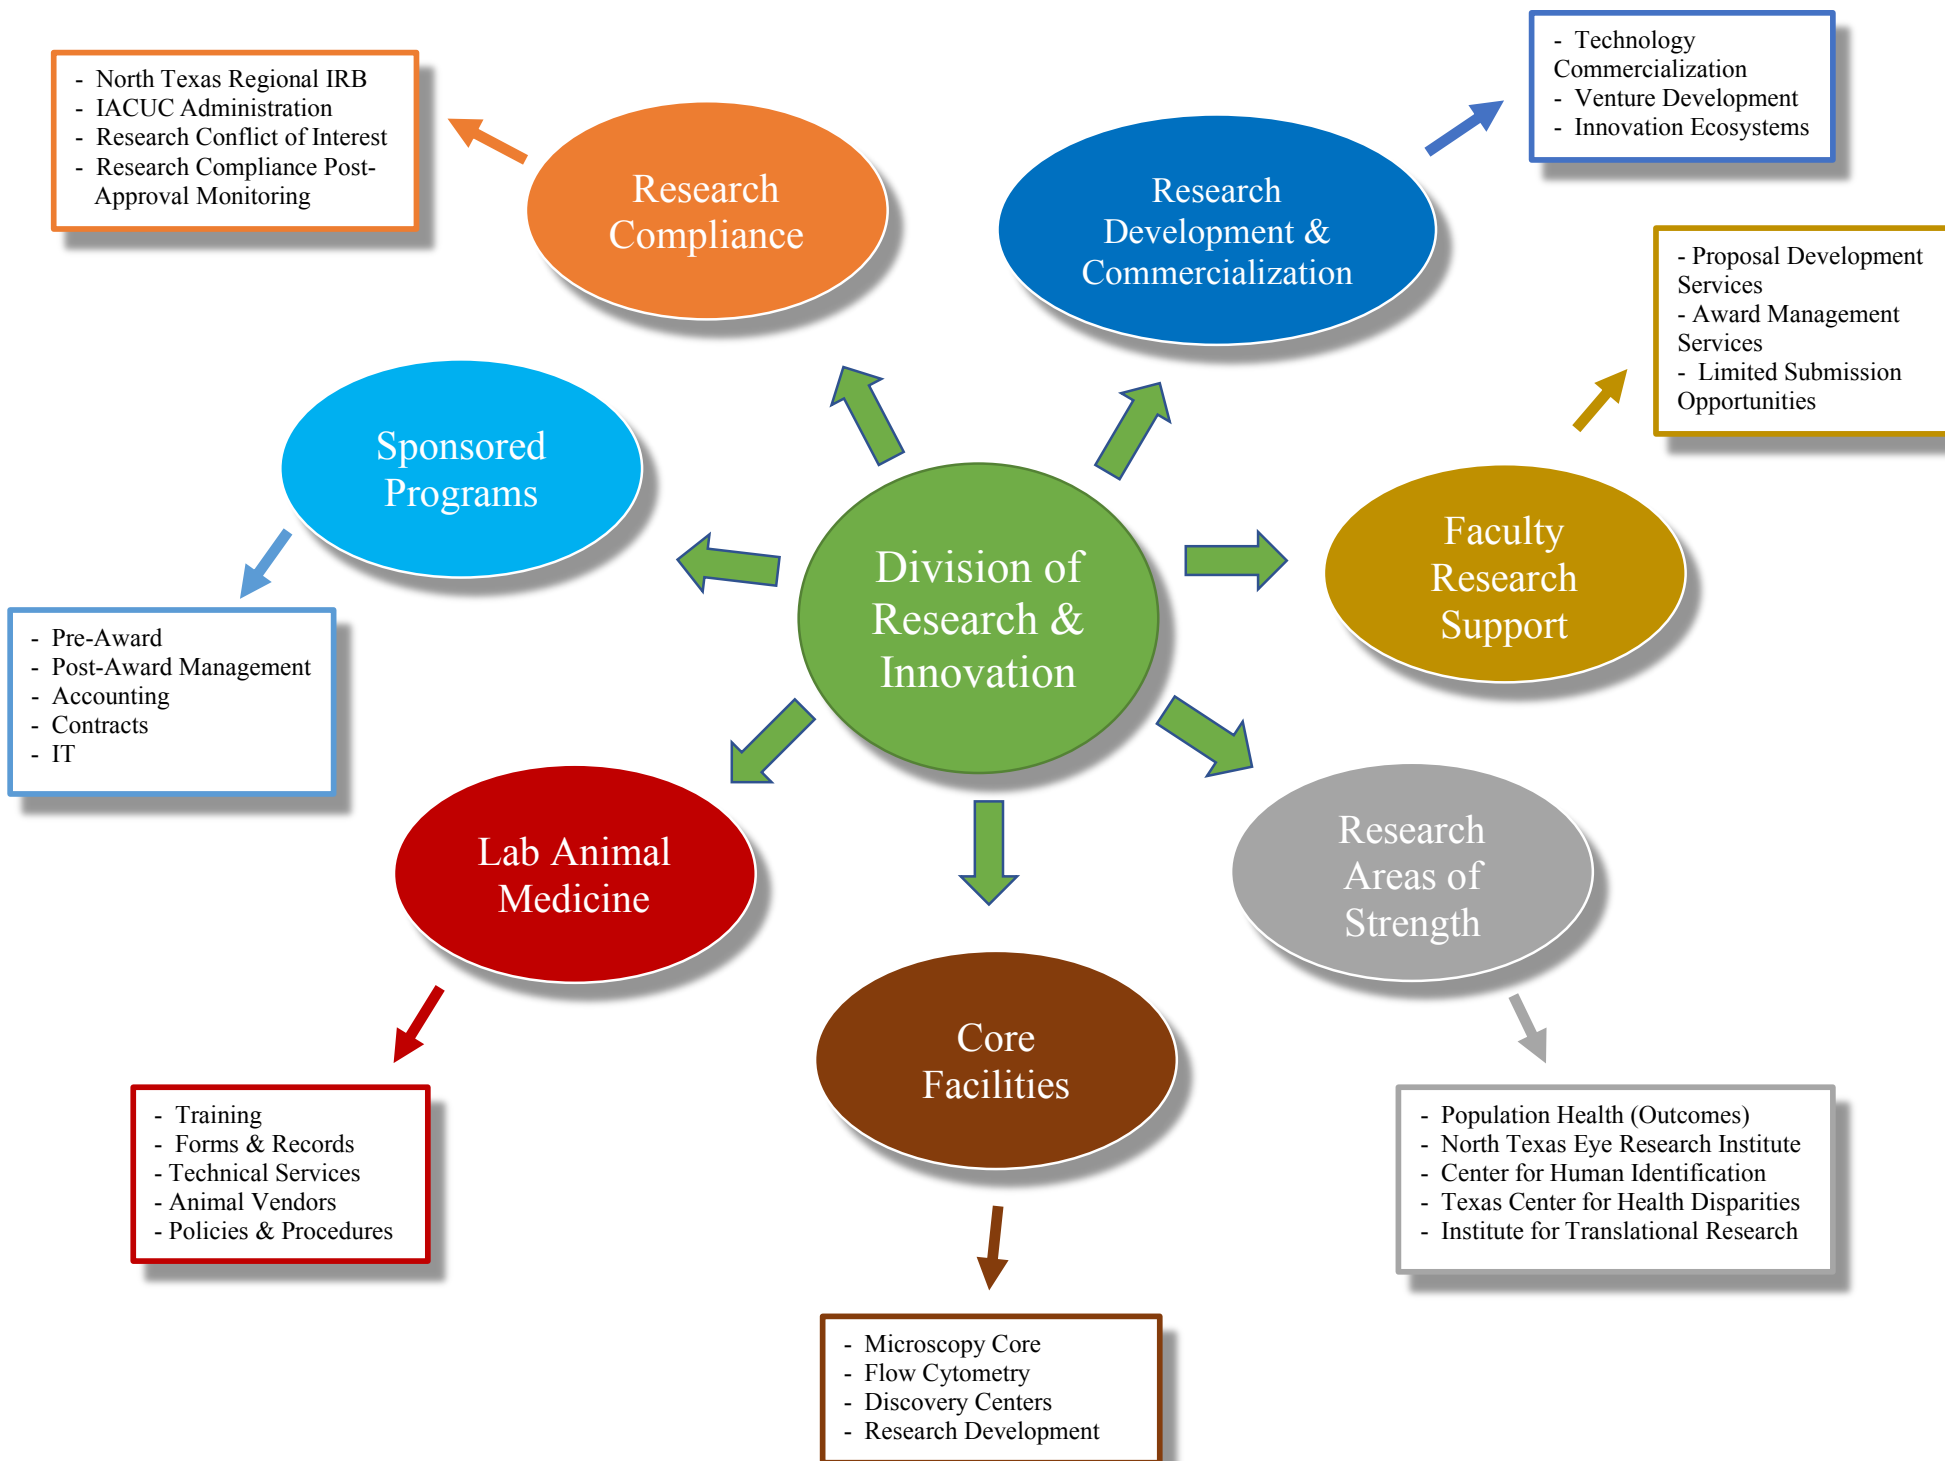 - North Texas Regional IRB
- IACUC Administration
- Research Conflict of Interest
- Research Compliance Post-
Approval Monitoring
Research
Compliance
Research
Development &
Commercialization
- Technology
Commercialization
- Venture Development
- Innovation Ecosystems
- Proposal Development
Services
- Award Management
Services
- Limited Submission
Opportunities
Sponsored
Programs
Division of
Research &
Innovation
Faculty
Research
Support
- Pre-Award
- Post-Award Management
- Accounting
- Contracts
- IT
Lab Animal
Medicine
Research
Areas of
Strength
Core
Facilities
- Training
- Forms & Records
- Technical Services
- Animal Vendors
- Policies & Procedures
- Population Health (Outcomes)
- North Texas Eye Research Institute
- Center for Human Identification
- Texas Center for Health Disparities
- Institute for Translational Research
- Microscopy Core
- Flow Cytometry
- Discovery Centers
- Research Development